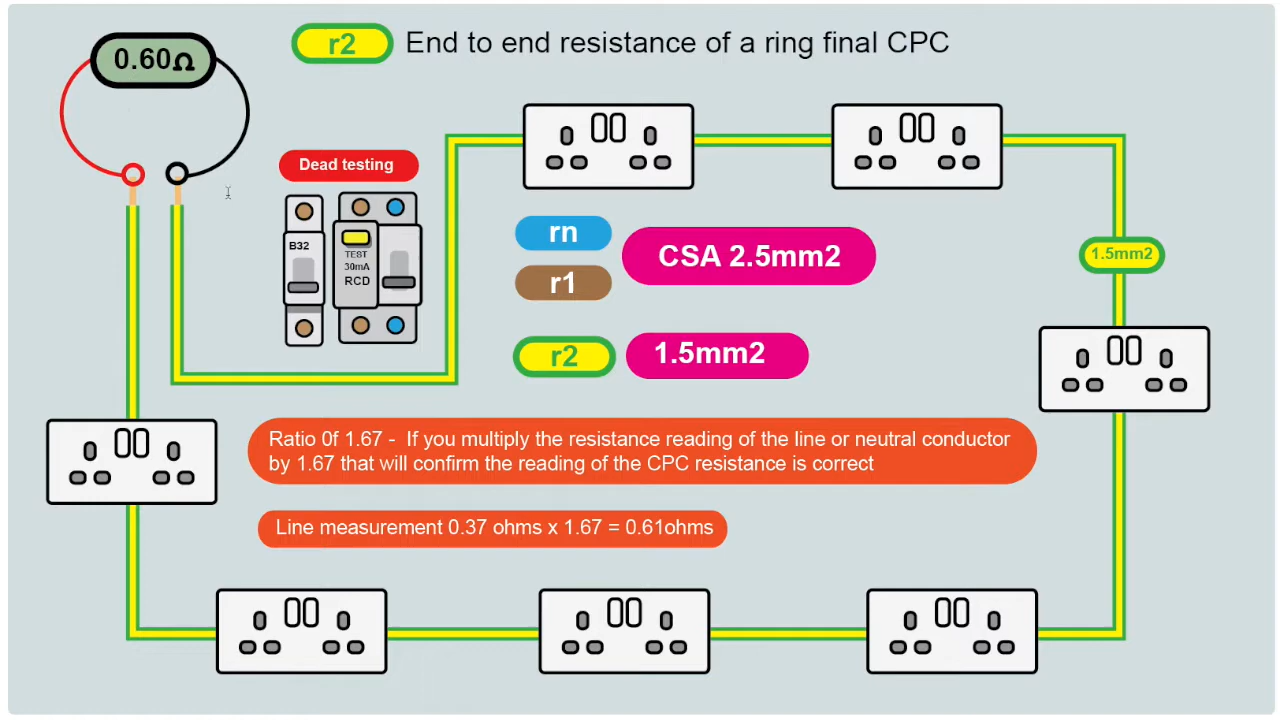 0.60Ω
r2 End to end resistance of a ring final CPC
Dead testing
B32
TEST
30mA
RCD
rn
r1
CSA 2.5mm2
1.5mm2
r2
1.5mm2
Ratio 0f 1.67 - If you multiply the resistance reading of the line or neutral conductor
by 1.67 that will confirm the reading of the CPC resistance is correct
Line measurement 0.37 ohms x 1.67 = 0.61ohms